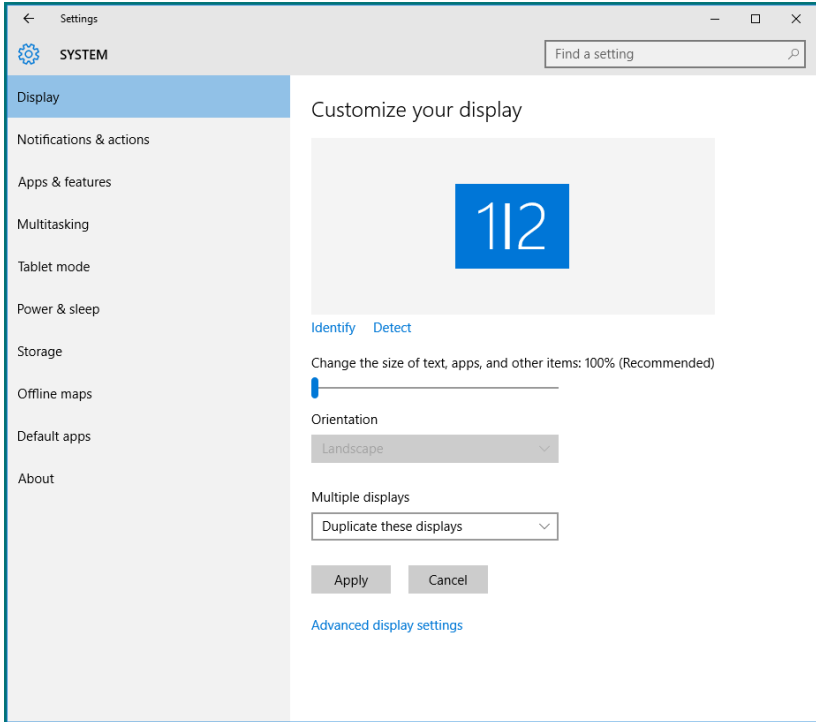 Settings
SYSTEM
Find a setting
Display
Notifications & actions
Apps & features
Multitasking
Tablet mode
Power & sleep
Storage
Offline maps
Default apps
About
Customize your display
1|2
Identify Detect
Change the size of text, apps, and other items: 100% (Recommended)
Orientation
Landscape
Multiple displays
Duplicate these displays
Apply Cancel
Advanced display settings